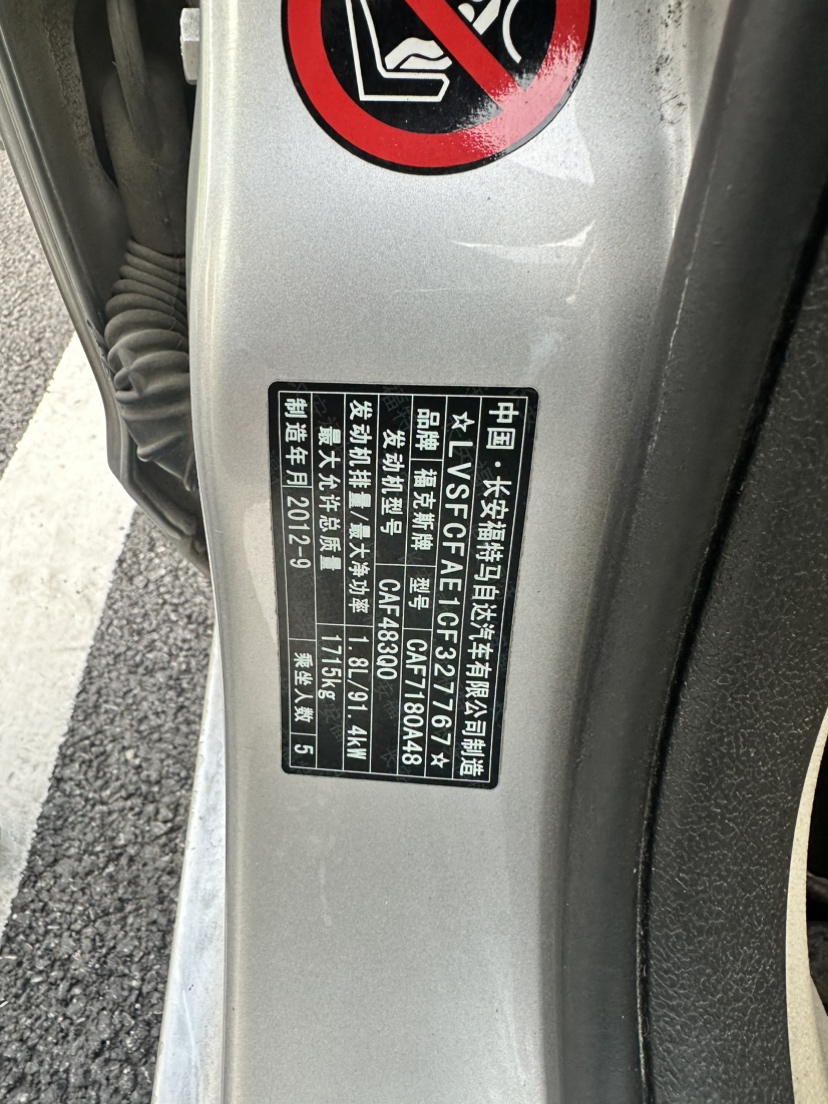 中国·长安福特马自达汽车有限公司制造
☆LVSFCFAE1CF327767☆
品牌 福克斯牌 型号 CAF7180A48
发动机型号 CAF483Q0
发动机排量/最大净功率 1.8L/91.4kW
最大允许总质量 1715kg
制造年月 2012-9 乘坐人数 5